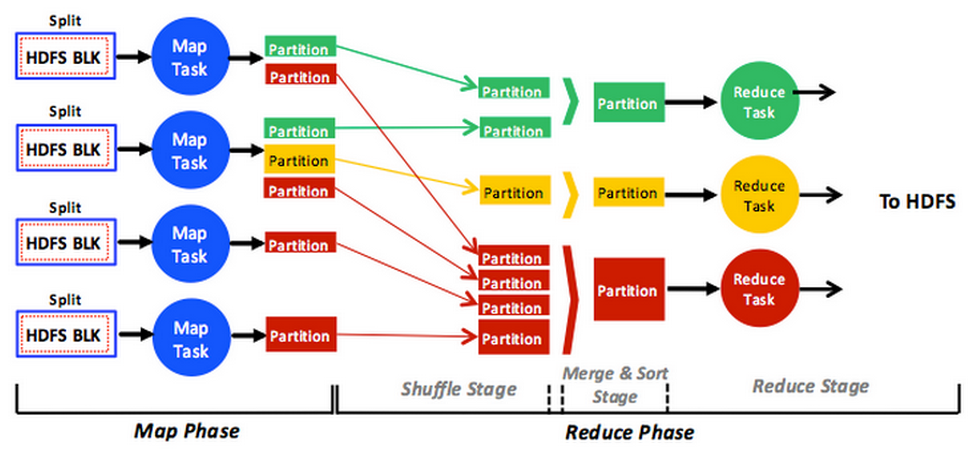 Split
HDFS BLK
Map
Task
Partition
Partition
Split
HDFS BLK
Map
Task
Partition
Partition
Partition
Split
HDFS BLK
Map
Task
Partition
Split
HDFS BLK
Map
Task
Partition
Partition
Partition
Partition
Reduce
Task
Partition
Partition
Reduce
Task
Partition
Partition
Partition
Partition
Partition
Reduce
Task
To HDFS
Shuffle Stage
Merge & Sort
Stage
Reduce Stage
Map Phase
Reduce Phase